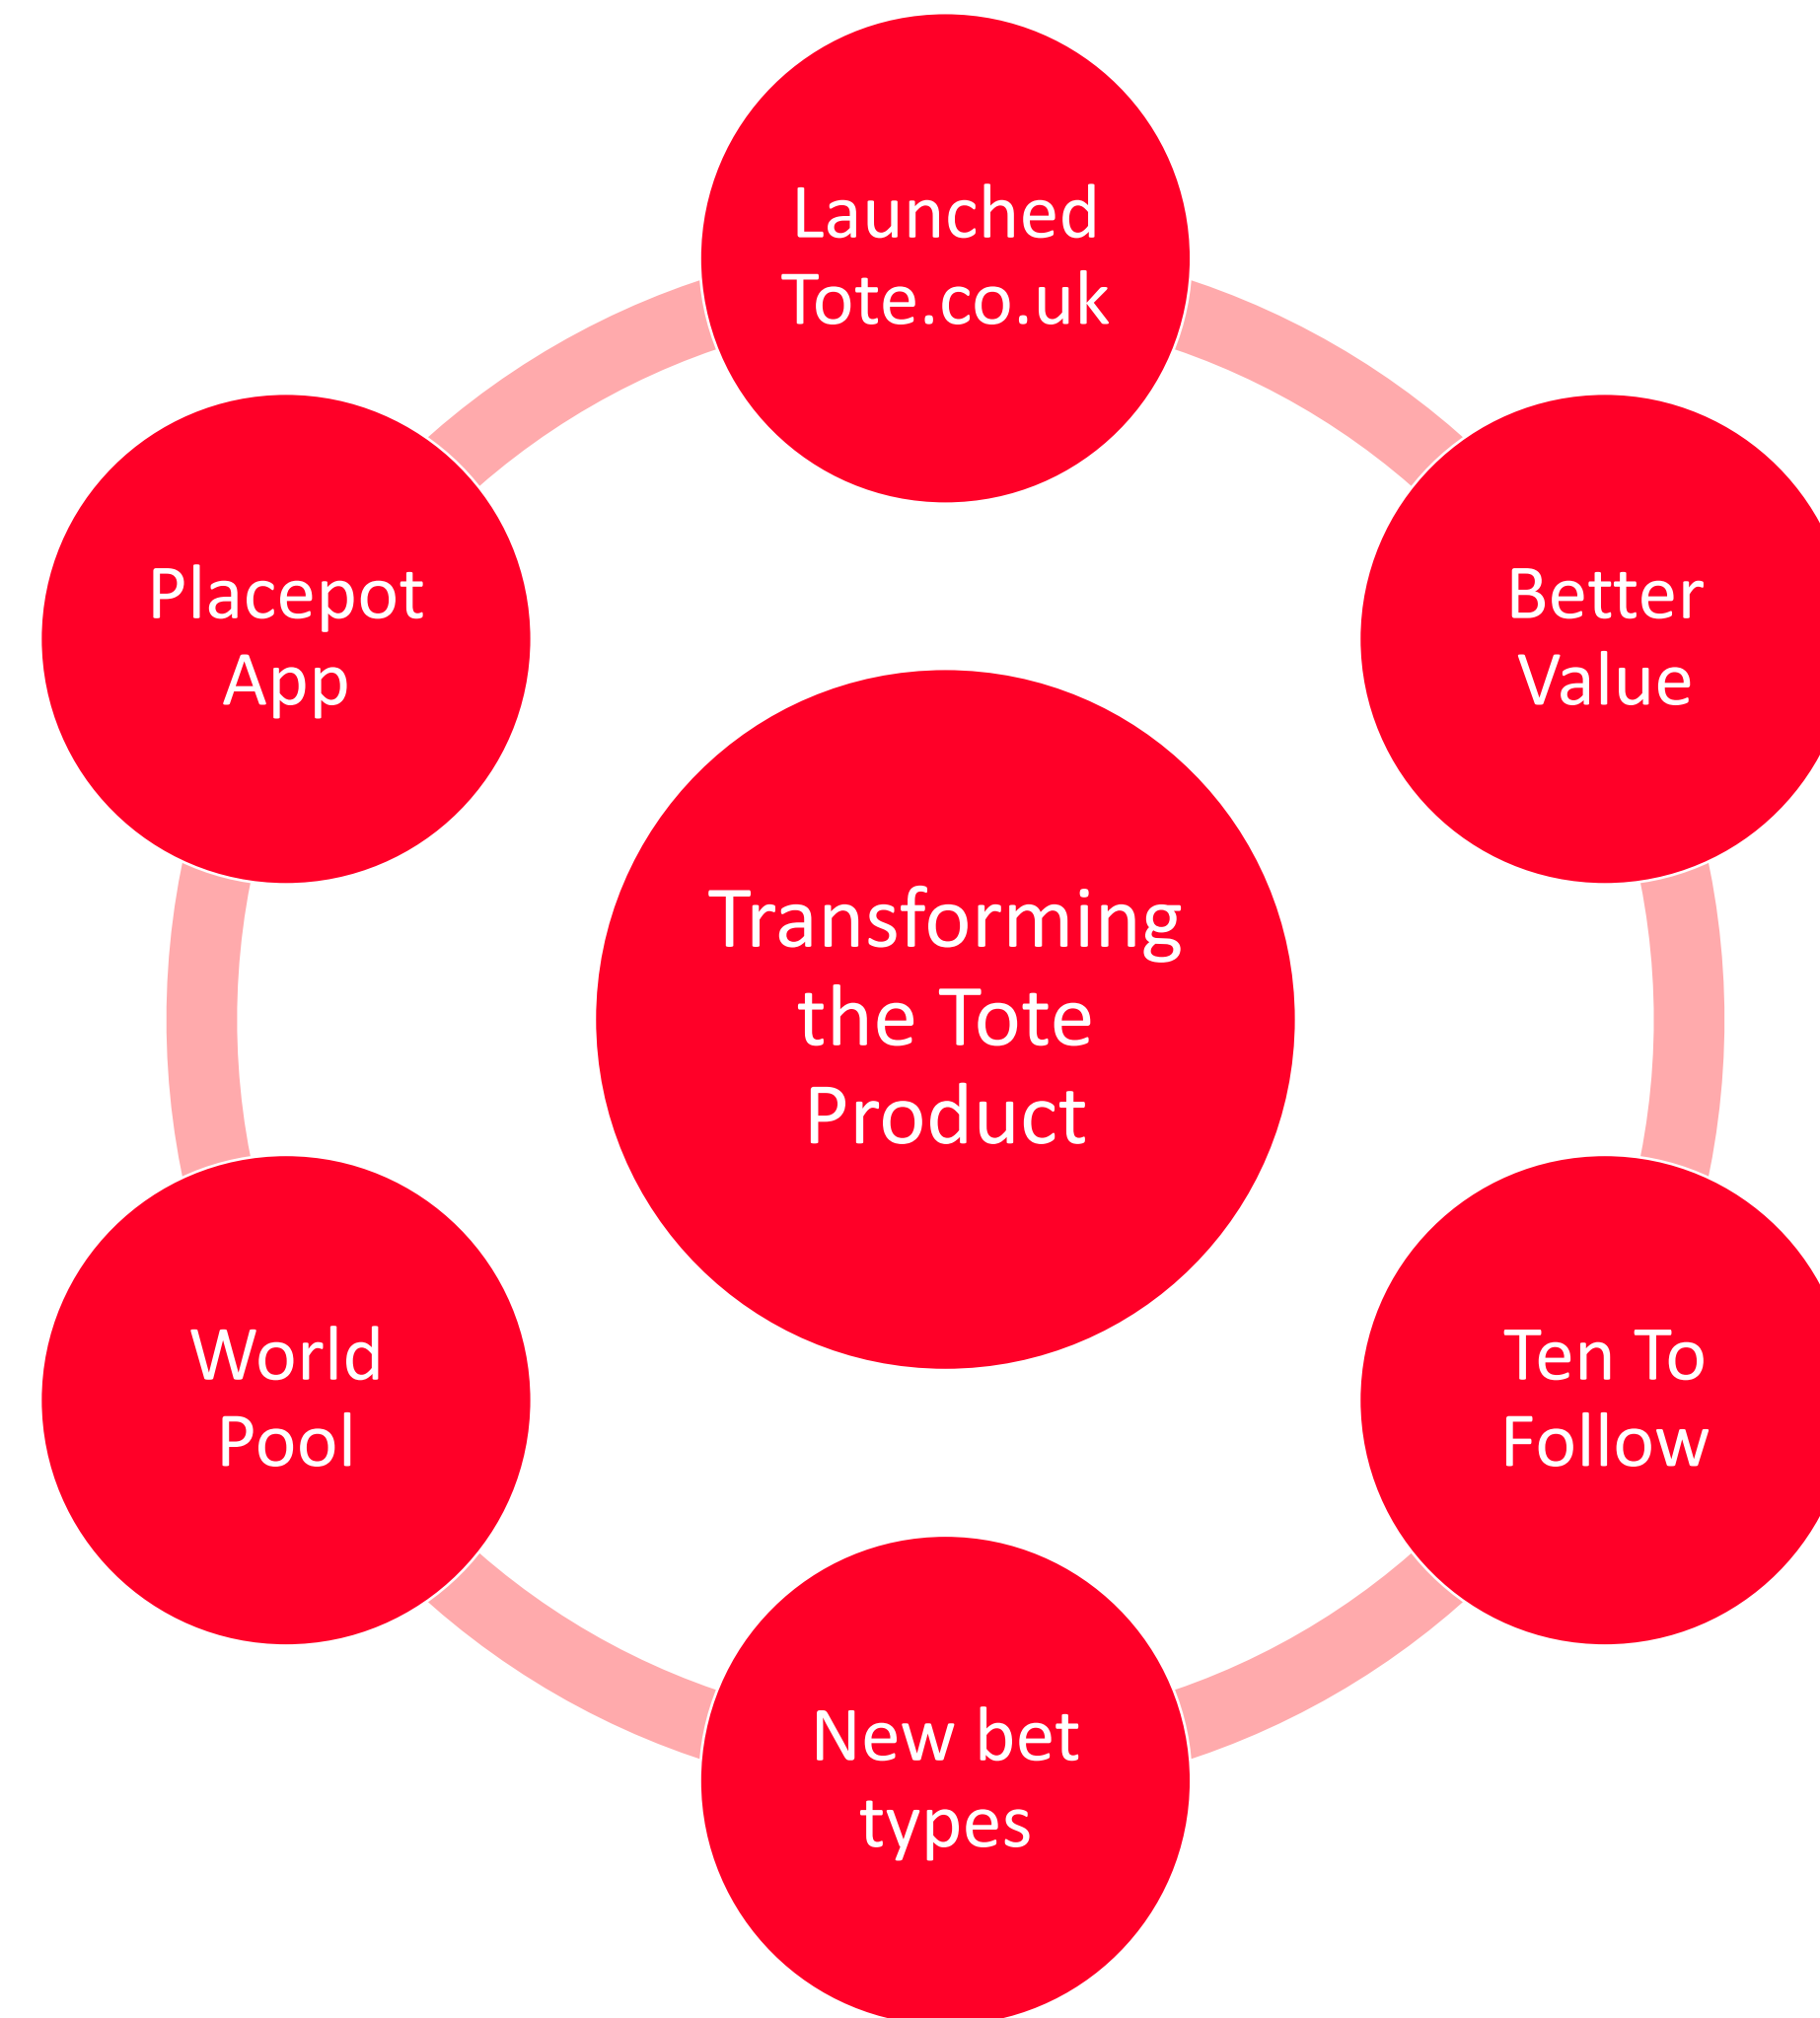 Launched
Tote.co.uk
Better
Value
Ten To
Follow
New bet
types
World
Pool
Placepot
App
Transforming
the Tote
Product